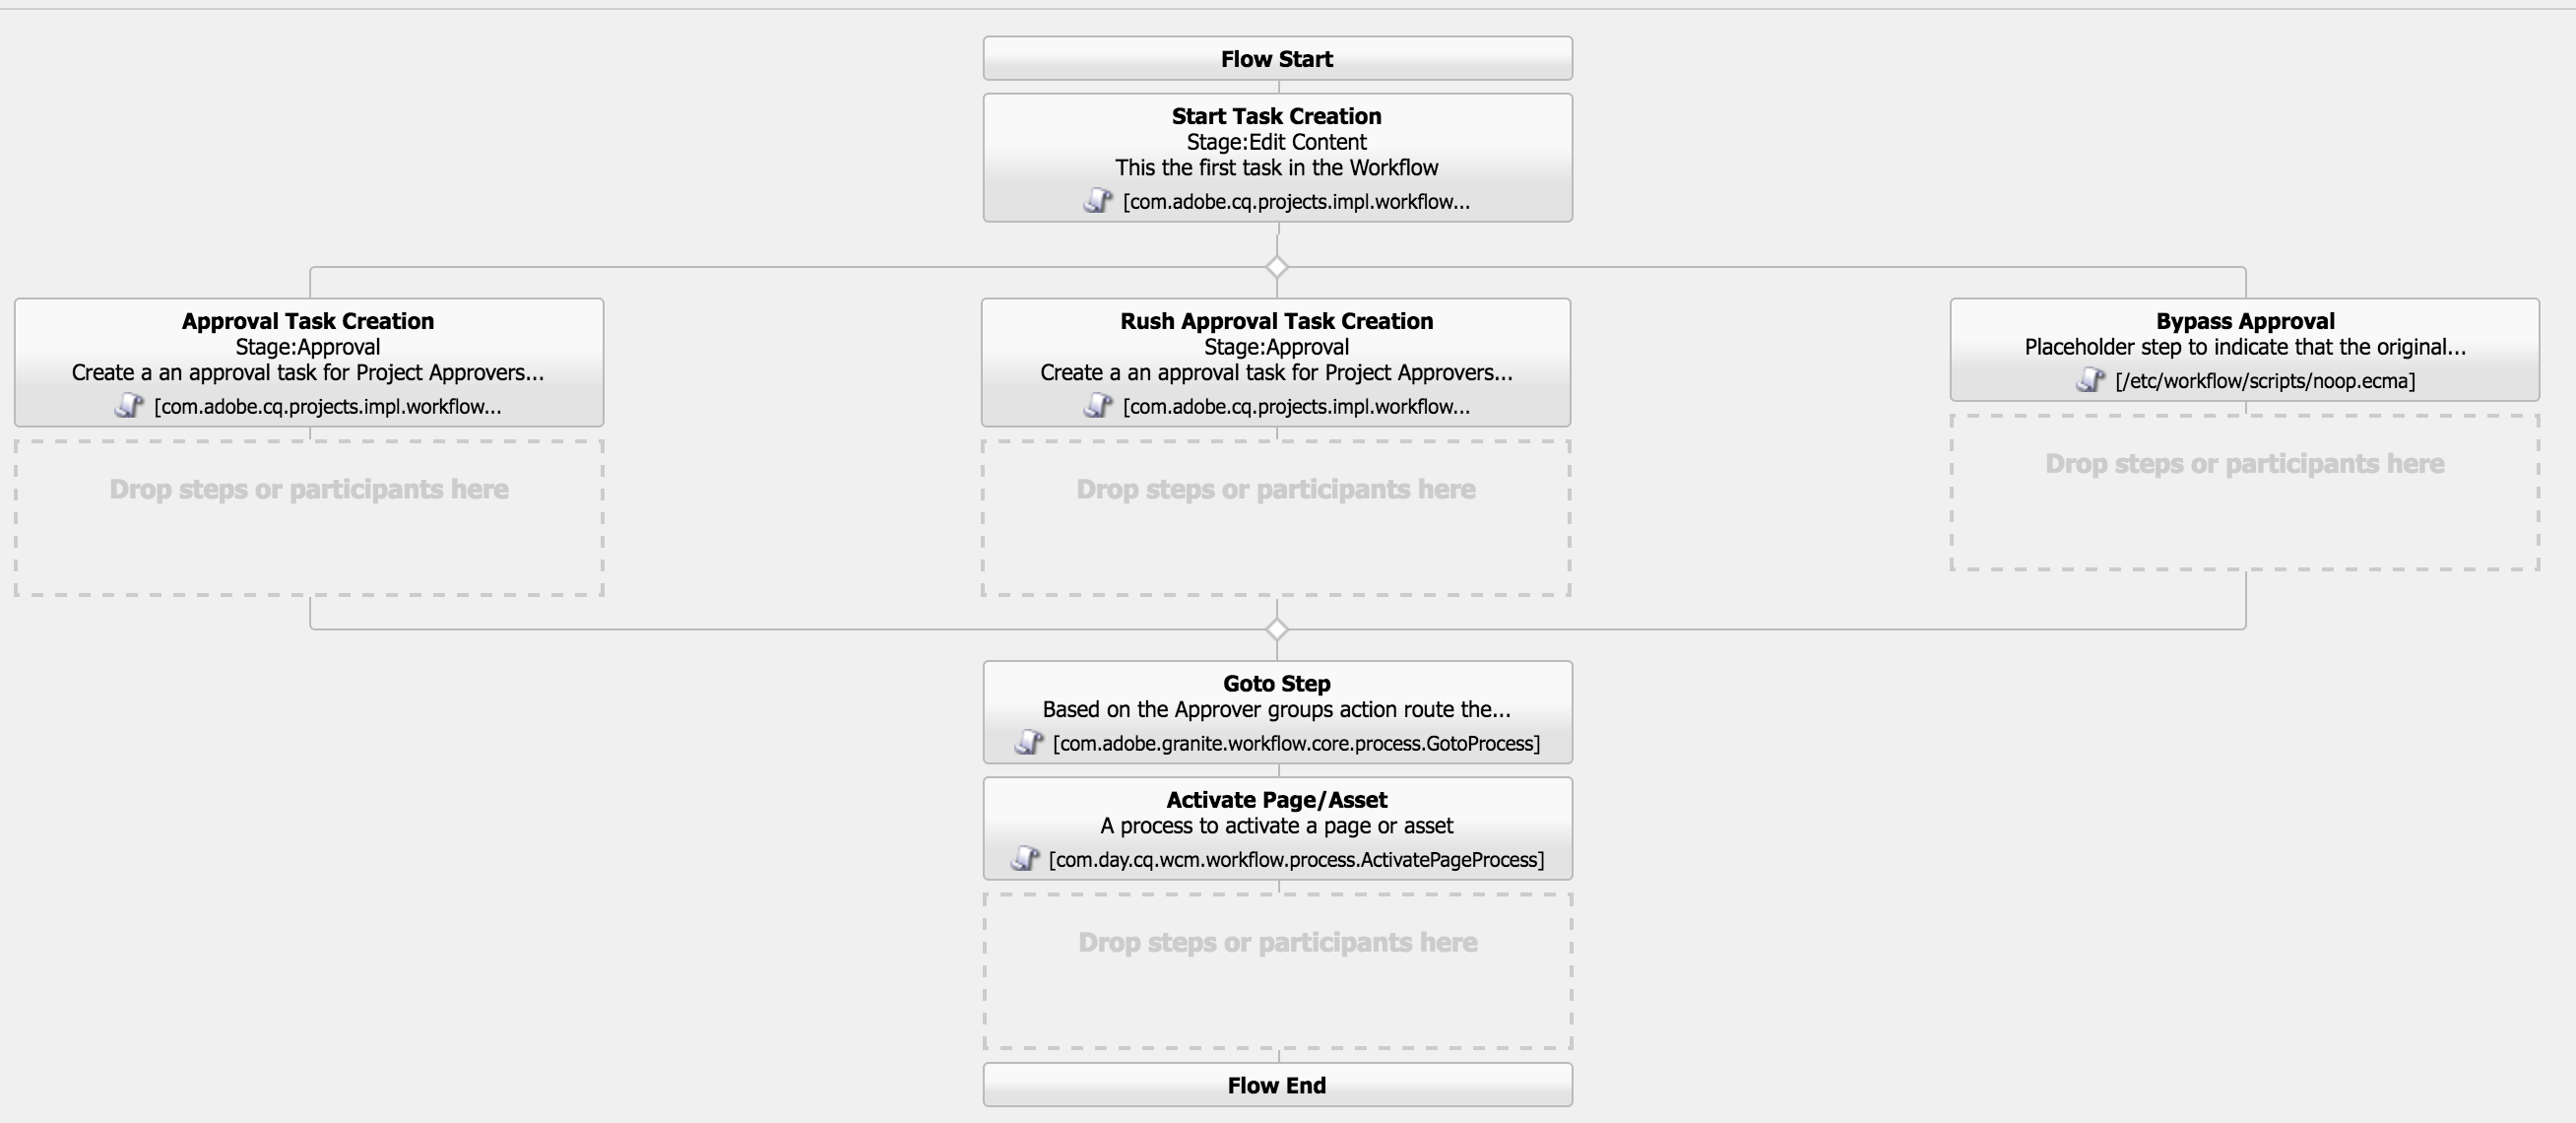 Flow Start
Start Task Creation
Stage:Edit Content
This the first task in the Workflow
[com.adobe.cq.projects.impl.workflow...
Approval Task Creation
Stage:Approval
Create a an approval task for Project Approvers...
[com.adobe.cq.projects.impl.workflow...
Drop steps or participants here
Rush Approval Task Creation
Stage:Approval
Create a an approval task for Project Approvers...
[com.adobe.cq.projects.impl.workflow...
Drop steps or participants here
Bypass Approval
Placeholder step to indicate that the original...
[/etc/workflow/scripts/noop.ecma]
Drop steps or participants here
Goto Step
Based on the Approver groups action route the...
[com.adobe.granite.workflow.core.process.GotoProcess]
Activate Page/Asset
A process to activate a page or asset
[com.day.cq.wcm.workflow.process.ActivatePageProcess]
Drop steps or participants here
Flow End